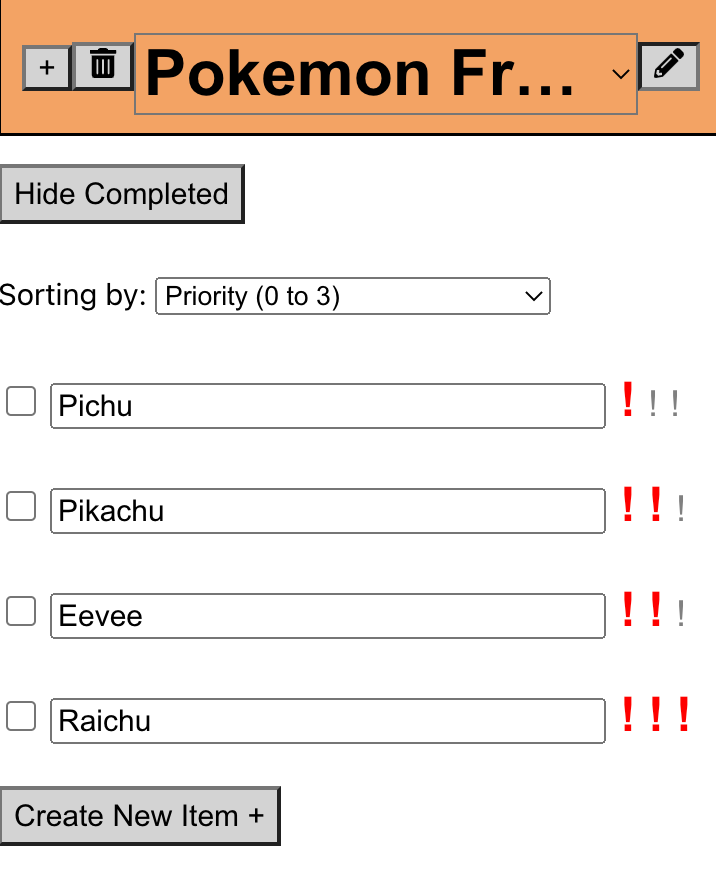 + Pokemon Fr...
Hide Completed
Sorting by: Priority (0 to 3)
Pichu !!!
Pikachu !!!
Eevee !!!
Raichu !!!
Create New Item +